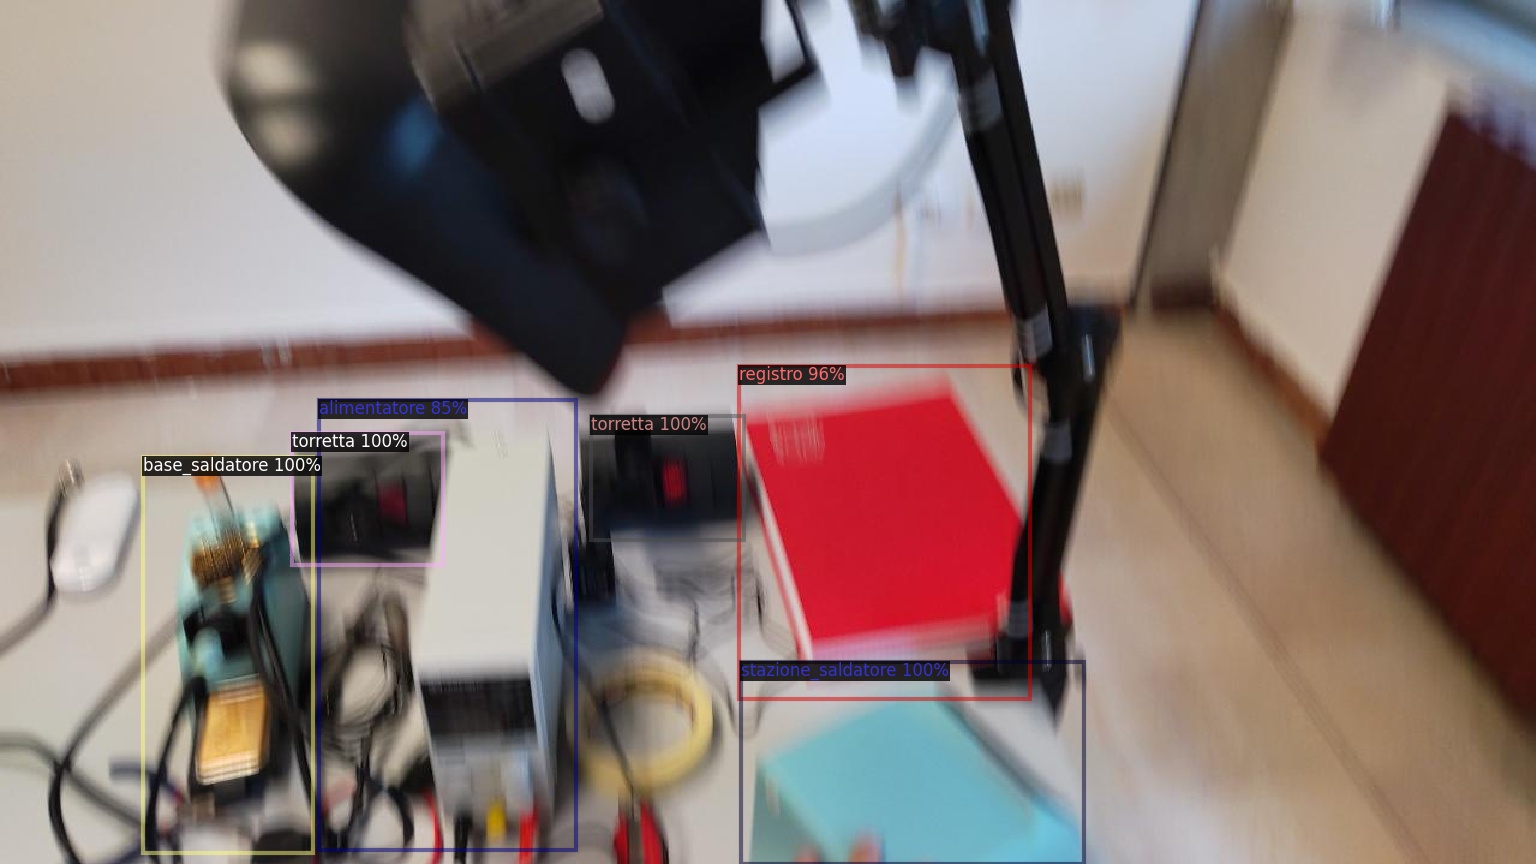 registro 96%
alimentatore 85%
torretta 100%
torretta 100%
base_saldatore 100%
stazione_saldatore 100%